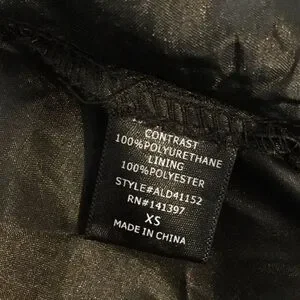 CONTRAST
100%POLYURETHANE
LINING
100%POLYESTER
STYLE#ALD41152
RN#141397
XS
MADE IN CHINA